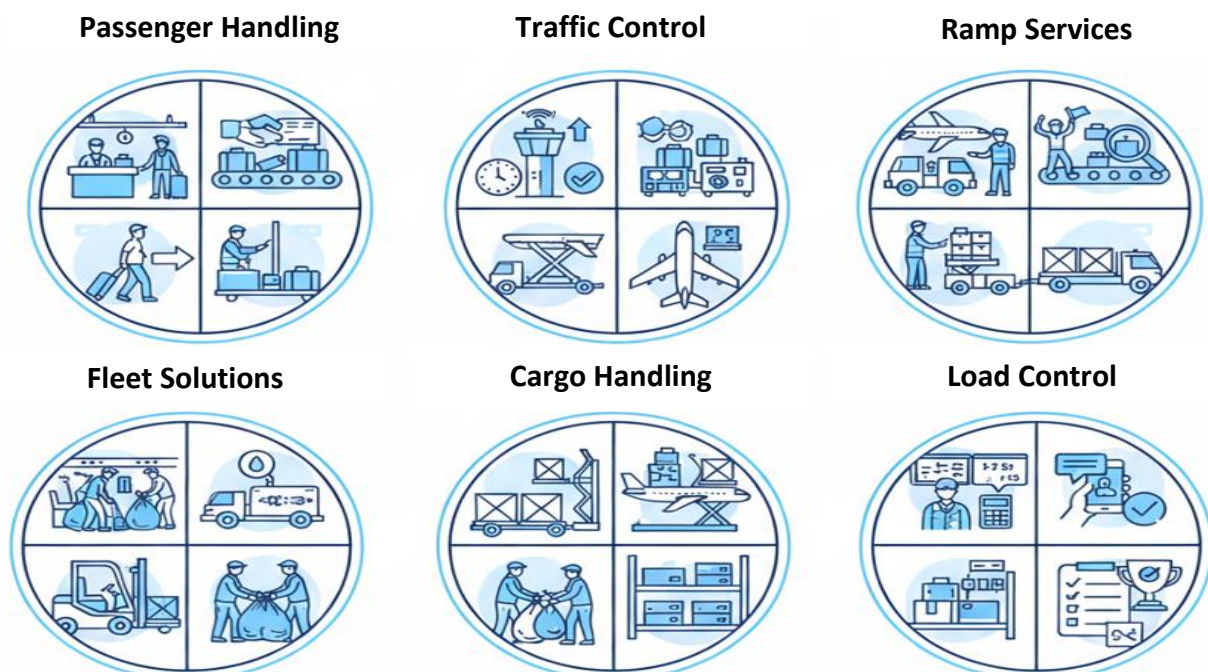 Passenger Handling
Traffic Control
Ramp Services
Fleet Solutions
Cargo Handling
Load Control